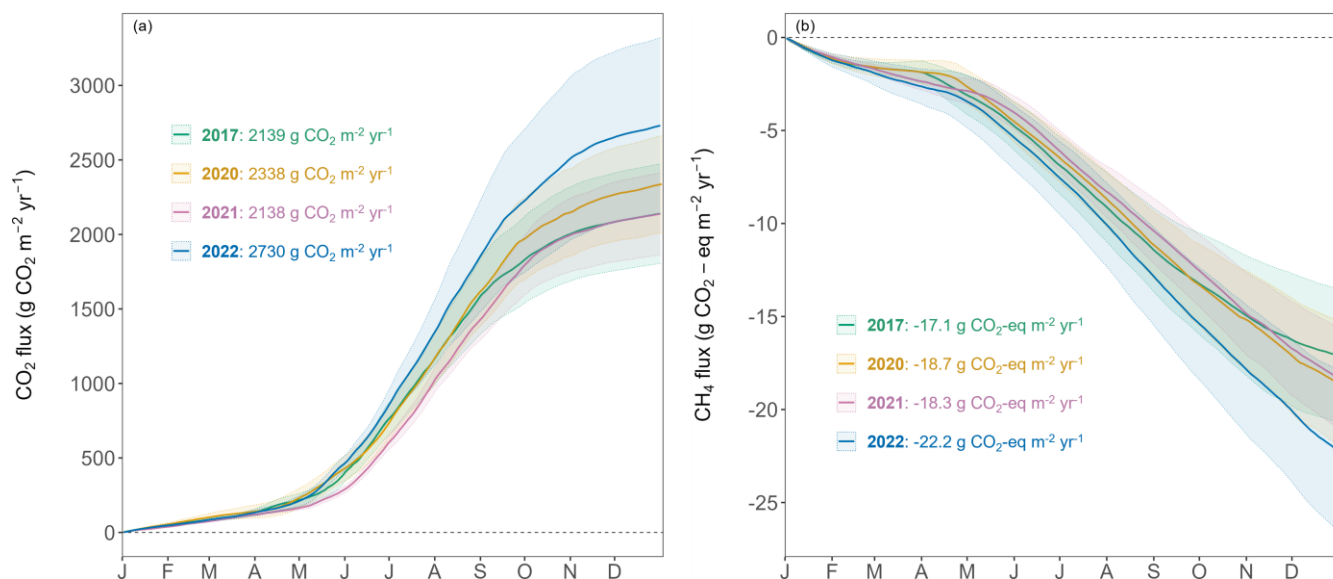 (a)
CO₂ flux (g CO₂ m⁻² yr⁻¹)
3000
2500
2000
1500
1000
500
0
2017: 2139 g CO₂ m⁻² yr⁻¹
2020: 2338 g CO₂ m⁻² yr⁻¹
2021: 2138 g CO₂ m⁻² yr⁻¹
2022: 2730 g CO₂ m⁻² yr⁻¹
J F M A M J J A S O N D
(b)
CH₄ flux (g CO₂ − eq m⁻² yr⁻¹)
0
-5
-10
-15
-20
-25
2017: -17.1 g CO₂-eq m⁻² yr⁻¹
2020: -18.7 g CO₂-eq m⁻² yr⁻¹
2021: -18.3 g CO₂-eq m⁻² yr⁻¹
2022: -22.2 g CO₂-eq m⁻² yr⁻¹
J F M A M J J A S O N D